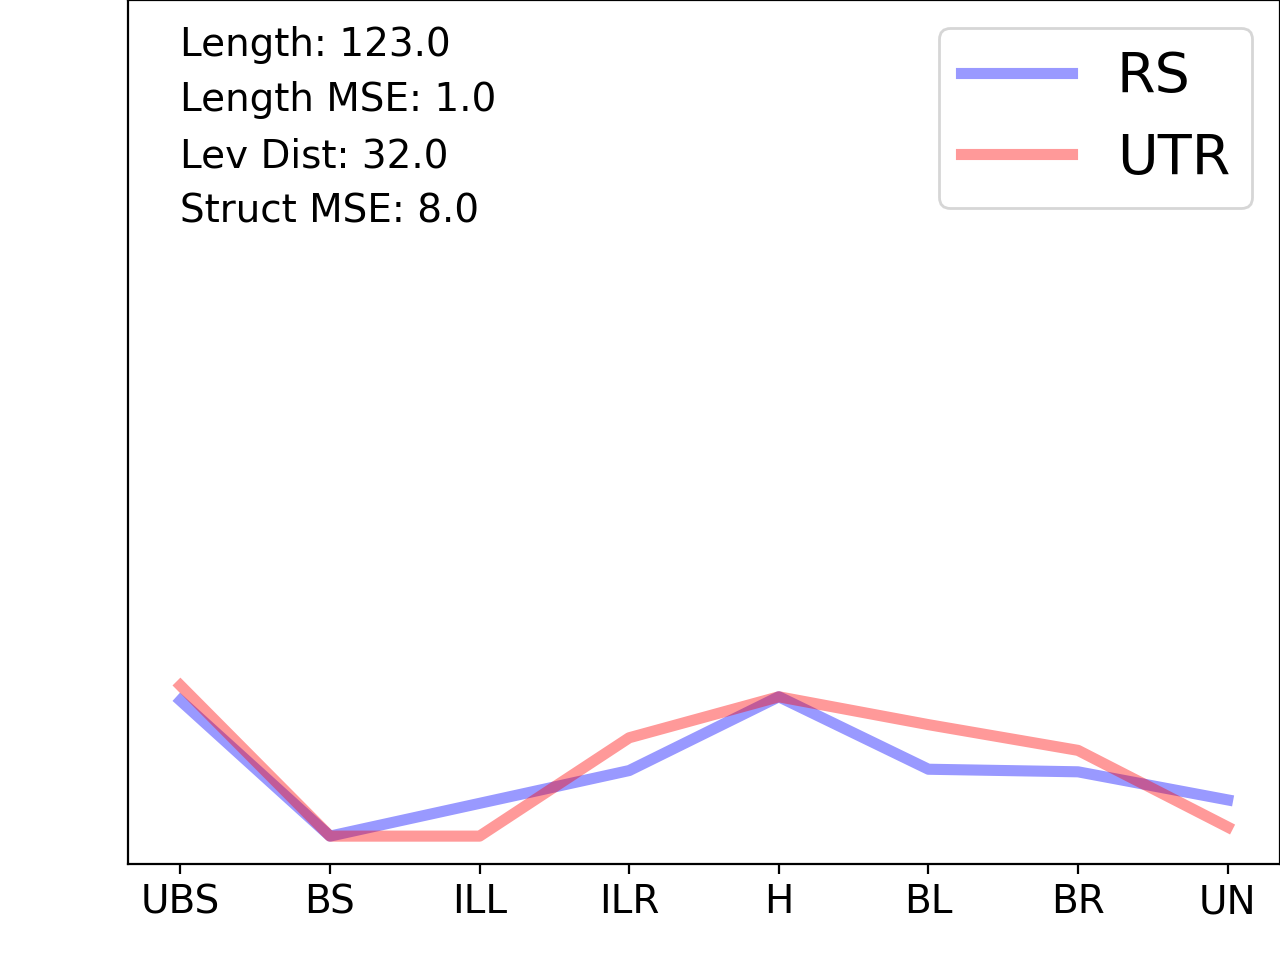 Length: 123.0
Length MSE: 1.0
Lev Dist: 32.0
Struct MSE: 8.0
RS
UTR
UBS BS ILL ILR H BL BR UN